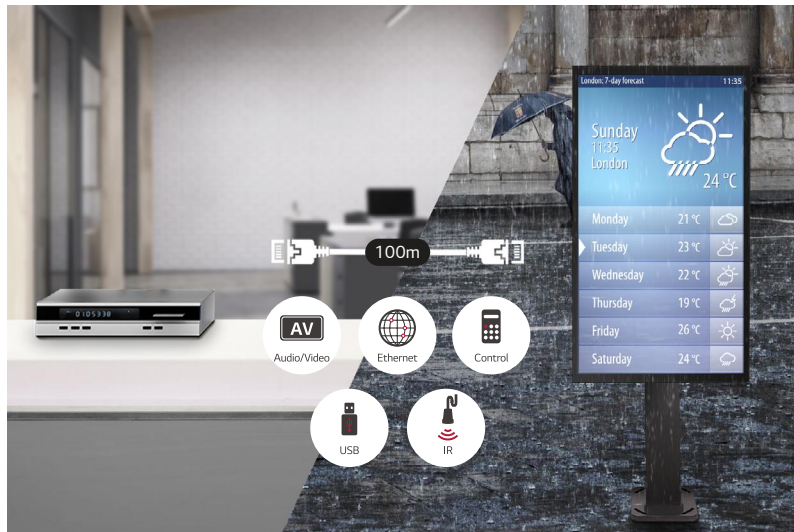 London: 7-day forecast 11:35
Sunday
11:35
London
24 °C
Monday 21 °C
Tuesday 23 °C
Wednesday 22 °C
Thursday 19 °C
Friday 26 °C
Saturday 24 °C
100m
0105338
AV
Audio/Video
Ethernet
Control
USB
IR